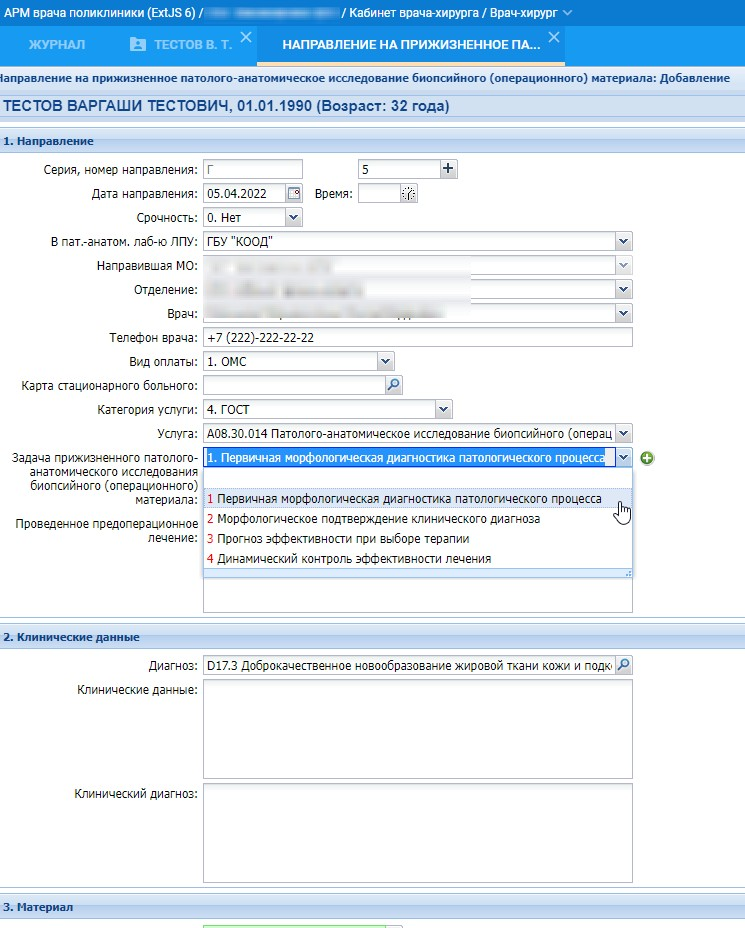 АРМ врача поликлиники (ExtJS 6) / / Кабинет врача-хирурга / Врач-хирург
ЖУРНАЛ
ТЕСТОВ В. Т.
НАПРАВЛЕНИЕ НА ПРИЖИЗНЕННОЕ ПА...
Направление на прижизненное патолого-анатомическое исследование биопсийного (операционного) материала: Добавление
ТЕСТОВ ВАРГАШИ ТЕСТОВИЧ, 01.01.1990 (Возраст: 32 года)
1. Направление
Серия, номер направления: Г 5
Дата направления: 05.04.2022 Время:
Срочность: 0. Нет
В пат.-анатом. лаб-ю ЛПУ: ГБУ "КООД"
Направившая МО:
Отделение:
Врач:
Телефон врача: +7 (222)-222-22-22
Вид оплаты: 1. ОМС
Карта стационарного больного:
Категория услуги: 4. ГОСТ
Услуга: A08.30.014 Патолого-анатомическое исследование биопсийного (операц
Задача прижизненного патолого- 1. Первичная морфологическая диагностика патологического процесса
анатомического исследования
биопсийного (операционного)
материала:
1 Первичная морфологическая диагностика патологического процесса
2 Морфологическое подтверждение клинического диагноза
3 Прогноз эффективности при выборе терапии
4 Динамический контроль эффективности лечения
Проведенное предоперационное
лечение:
2. Клинические данные
Диагноз: D17.3 Доброкачественное новообразование жировой ткани кожи и подк
Клинические данные:
Клинический диагноз:
3. Материал